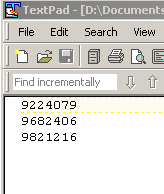 TextPad - [D:\Documents
File Edit Search View
Find incrementally
9224079
9682406
9821216